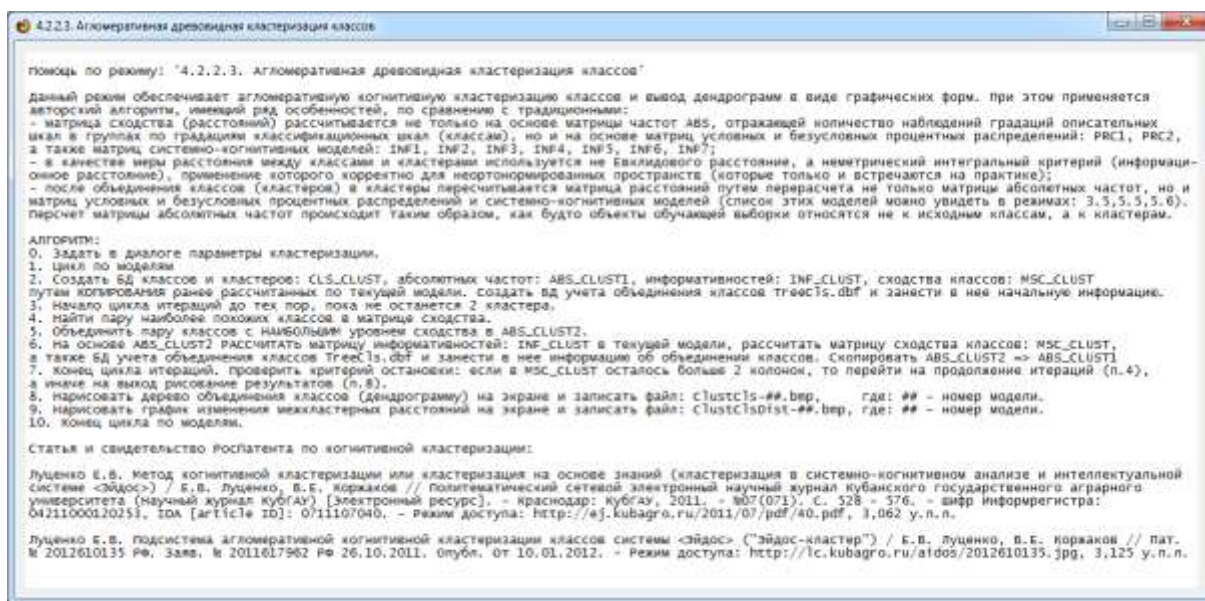 4.2.2.3. Агломеративная древовидная кластеризация классов
Помощь по режиму: "4.2.2.3. Агломеративная древовидная кластеризация классов"
Данный режим обеспечивает агломеративную когнитивную кластеризацию классов и вывод дендрограмм в виде графических форм. При этом применяется
авторский алгоритм, имеющий ряд особенностей, по сравнению с традиционными:
- матрица сходства (расстояний) рассчитывается не только на основе матрицы частот ABS, отражающей количество наблюдений градаций описательных
шкал в группах по градациям классификационных шкал (классам), но и на основе матриц условных и безусловных процентных распределений: PRC1, PRC2,
а также матриц системно-когнитивных моделей: INF1, INF2, INF3, INF4, INF5, INF6, INF7;
- в качестве меры расстояния между классами и кластерами используется не Евклидового расстояние, а неметрический интегральный критерий (информаци-
онное расстояние), применение которого корректно для неортонормированных пространств (которые только и встречаются на практике);
- после объединения классов (кластеров) в кластеры пересчитывается матрица расстояний путем перерасчета не только матрицы абсолютных частот, но и
матриц условных и безусловных процентных распределений и системно-когнитивных моделей (список этих моделей можно увидеть в режимах: 3.5,5.5,5.6).
Персчет матрицы абсолютных частот происходит таким образом, как будто объекты обучающей выборки относятся не к исходным классам, а к кластерам.
АЛГОРИТМ:
0. Задать в диалоге параметры кластеризации.
1. Цикл по моделям
2. Создать БД классов и кластеров: CLS_CLUST, абсолютных частот: ABS_CLUST1, информативностей: INF_CLUST, сходства классов: MSC_CLUST
путем КОПИРОВАНИЯ ранее рассчитанных по текущей модели. Создать БД учета объединения классов TreeCls.dbf и занести в нее начальную информацию.
3. Начало цикла итераций до тех пор, пока не останется 2 кластера.
4. Найти пару наиболее похожих классов в матрице сходства.
5. Объединить пару классов с НАИБОЛЬШИМ уровнем сходства в ABS_CLUST2.
6. На основе ABS_CLUST2 РАССЧИТАТЬ матрицу информативностей: INF_CLUST в текущей модели, рассчитать матрицу сходства классов: MSC_CLUST,
а также БД учета объединения классов TreeCls.dbf и занести в нее информацию об объединении классов. Скопировать ABS_CLUST2 => ABS_CLUST1
7. Конец цикла итераций. Проверить критерий остановки: если в MSC_CLUST осталось больше 2 колонок, то перейти на продолжение итераций (п.4),
а иначе на выход рисование результатов (п.8).
8. Нарисовать дерево объединения классов (дендрограмму) на экране и записать файл: ClustCls-##.bmp, где: ## - номер модели.
9. Нарисовать график изменения межкластерных расстояний на экране и записать файл: ClustClsDist-##.bmp, где: ## - номер модели.
10. Конец цикла по моделям.
Статья и свидетельство РосПатента по когнитивной кластеризации:
Луценко Е.В. Метод когнитивной кластеризации или кластеризация на основе знаний (кластеризация в системно-когнитивном анализе и интеллектуальной
системе <Эйдос>) / Е.В. Луценко, В.Е. Коржаков // Политематический сетевой электронный научный журнал Кубанского государственного аграрного
университета (Научный журнал КубГАУ) [Электронный ресурс]. - Краснодар: КубГАУ, 2011. - №07(071). С. 528 - 576. - Шифр Информрегистра:
0421100012\0253, IDA [article ID]: 0711107040. - Режим доступа: http://ej.kubagro.ru/2011/07/pdf/40.pdf, 3,062 у.п.л.
Луценко Е.В. Подсистема агломеративной когнитивной кластеризации классов системы <Эйдос> ("Эйдос-кластер") / Е.В. Луценко, В.Е. Коржаков // Пат.
№ 2012610135 РФ. Заяв. № 2011617962 РФ 26.10.2011. Опубл. от 10.01.2012. - Режим доступа: http://lc.kubagro.ru/aidos/2012610135.jpg, 3,125 у.п.л.